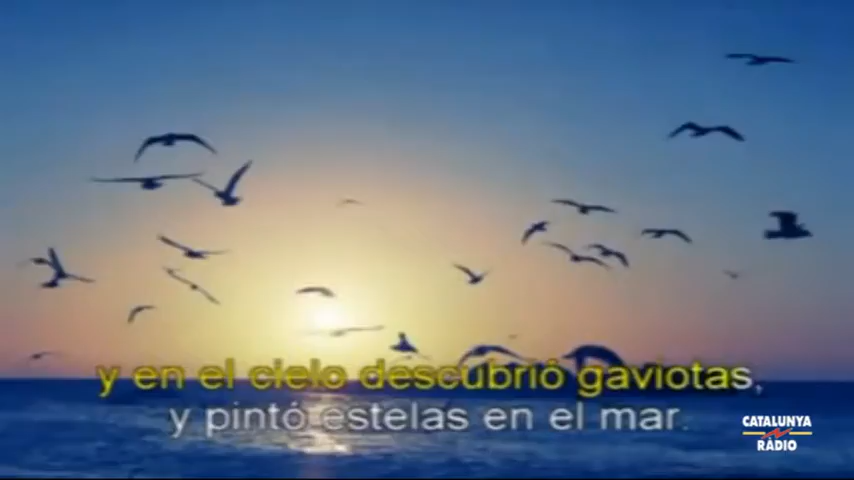 y en el cielo descubrió gaviotas,
y pintó estelas en el mar.
CATALUNYA
RÀDIO